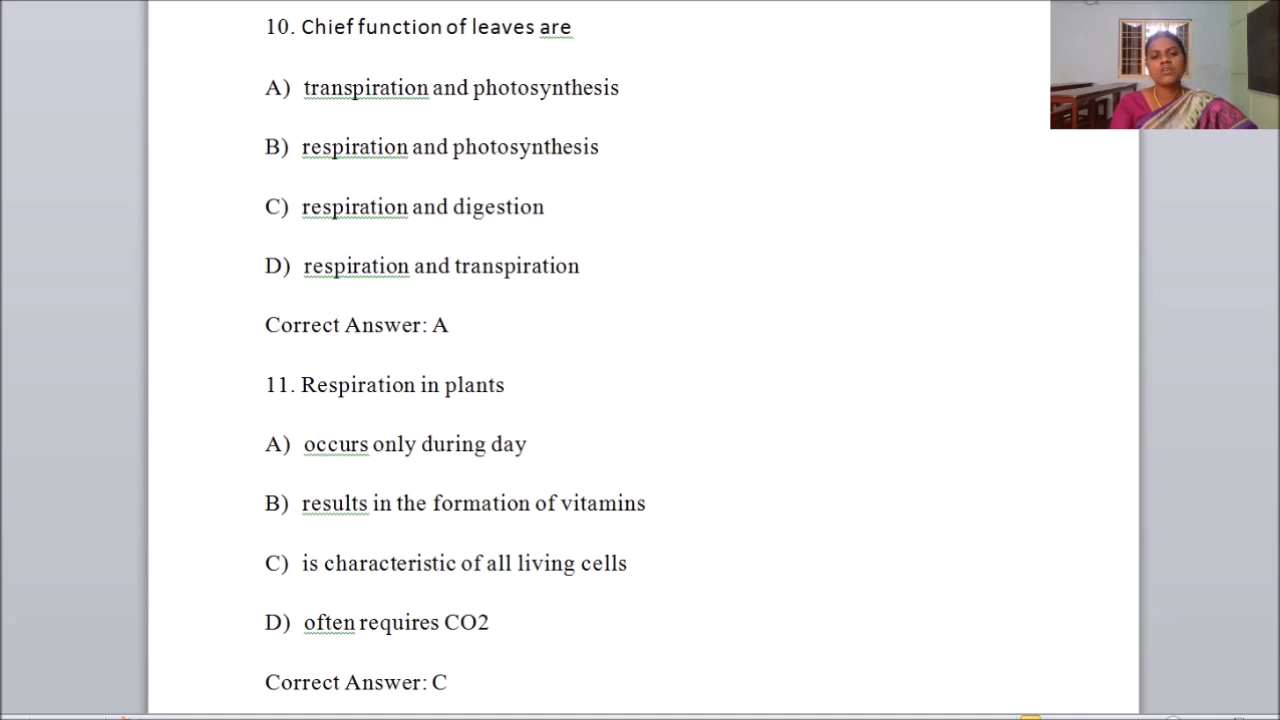 10. Chief function of leaves are
A) transpiration and photosynthesis
B) respiration and photosynthesis
C) respiration and digestion
D) respiration and transpiration
Correct Answer: A
11. Respiration in plants
A) occurs only during day
B) results in the formation of vitamins
C) is characteristic of all living cells
D) often requires CO2
Correct Answer: C